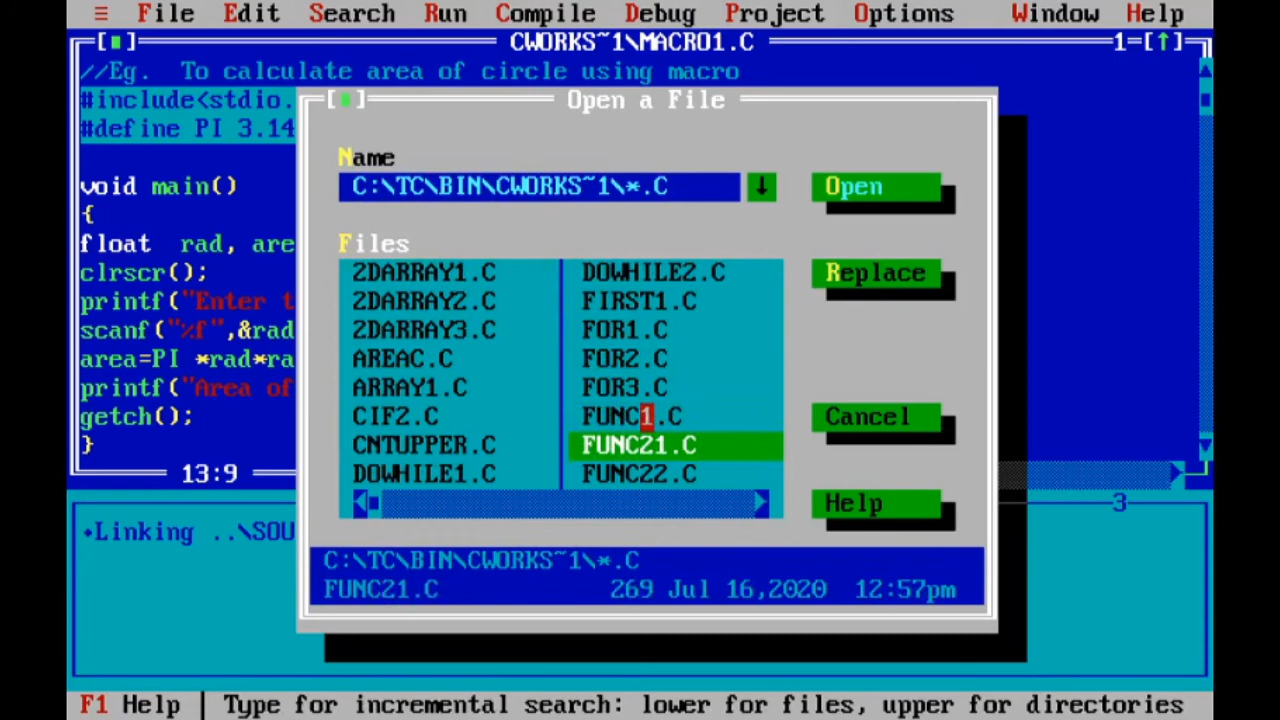 ≡ File Edit Search Run Compile Debug Project Options Window Help
[■] CWORKS~1\MACRO1.C 1=[↑]
//Eg. To calculate area of circle using macro
#include<stdio.
#define PI 3.14
void main()
{
float rad, are
clrscr();
printf("Enter t
scanf("%f",&rad
area=PI *rad*ra
printf("Area of
getch();
}
13:9
[■] Open a File
Name
C:\TC\BIN\CWORKS~1\*.C ↓
Open
Files
2DARRAY1.C DOWHILE2.C
2DARRAY2.C FIRST1.C
2DARRAY3.C FOR1.C
AREAC.C FOR2.C
ARRAY1.C FOR3.C
CIF2.C FUNC1.C
CNTUPPER.C FUNC21.C
DOWHILE1.C FUNC22.C
Replace
Cancel
Help
C:\TC\BIN\CWORKS~1\*.C
FUNC21.C 269 Jul 16,2020 12:57pm
3
•Linking ..\SOU
F1 Help | Type for incremental search: lower for files, upper for directories